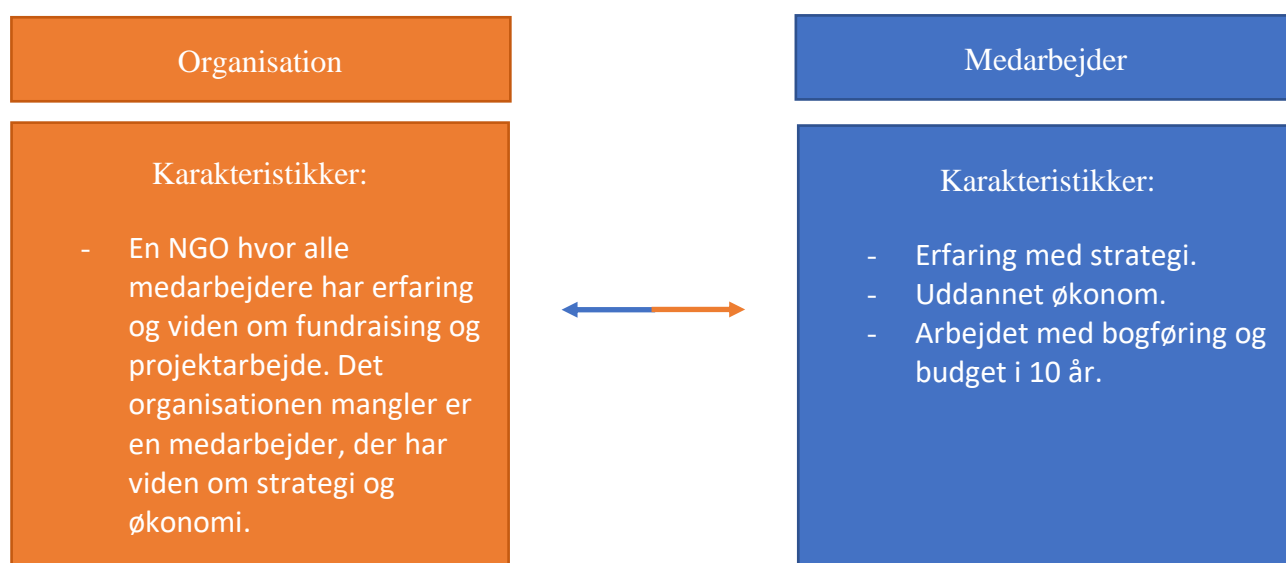 Organisation
Karakteristikker:
- En NGO hvor alle
medarbejdere har erfaring
og viden om fundraising og
projektarbejde. Det
organisationen mangler er
en medarbejder, der har
viden om strategi og
økonomi.
Medarbejder
Karakteristikker:
- Erfaring med strategi.
- Uddannet økonom.
- Arbejdet med bogføring og
budget i 10 år.